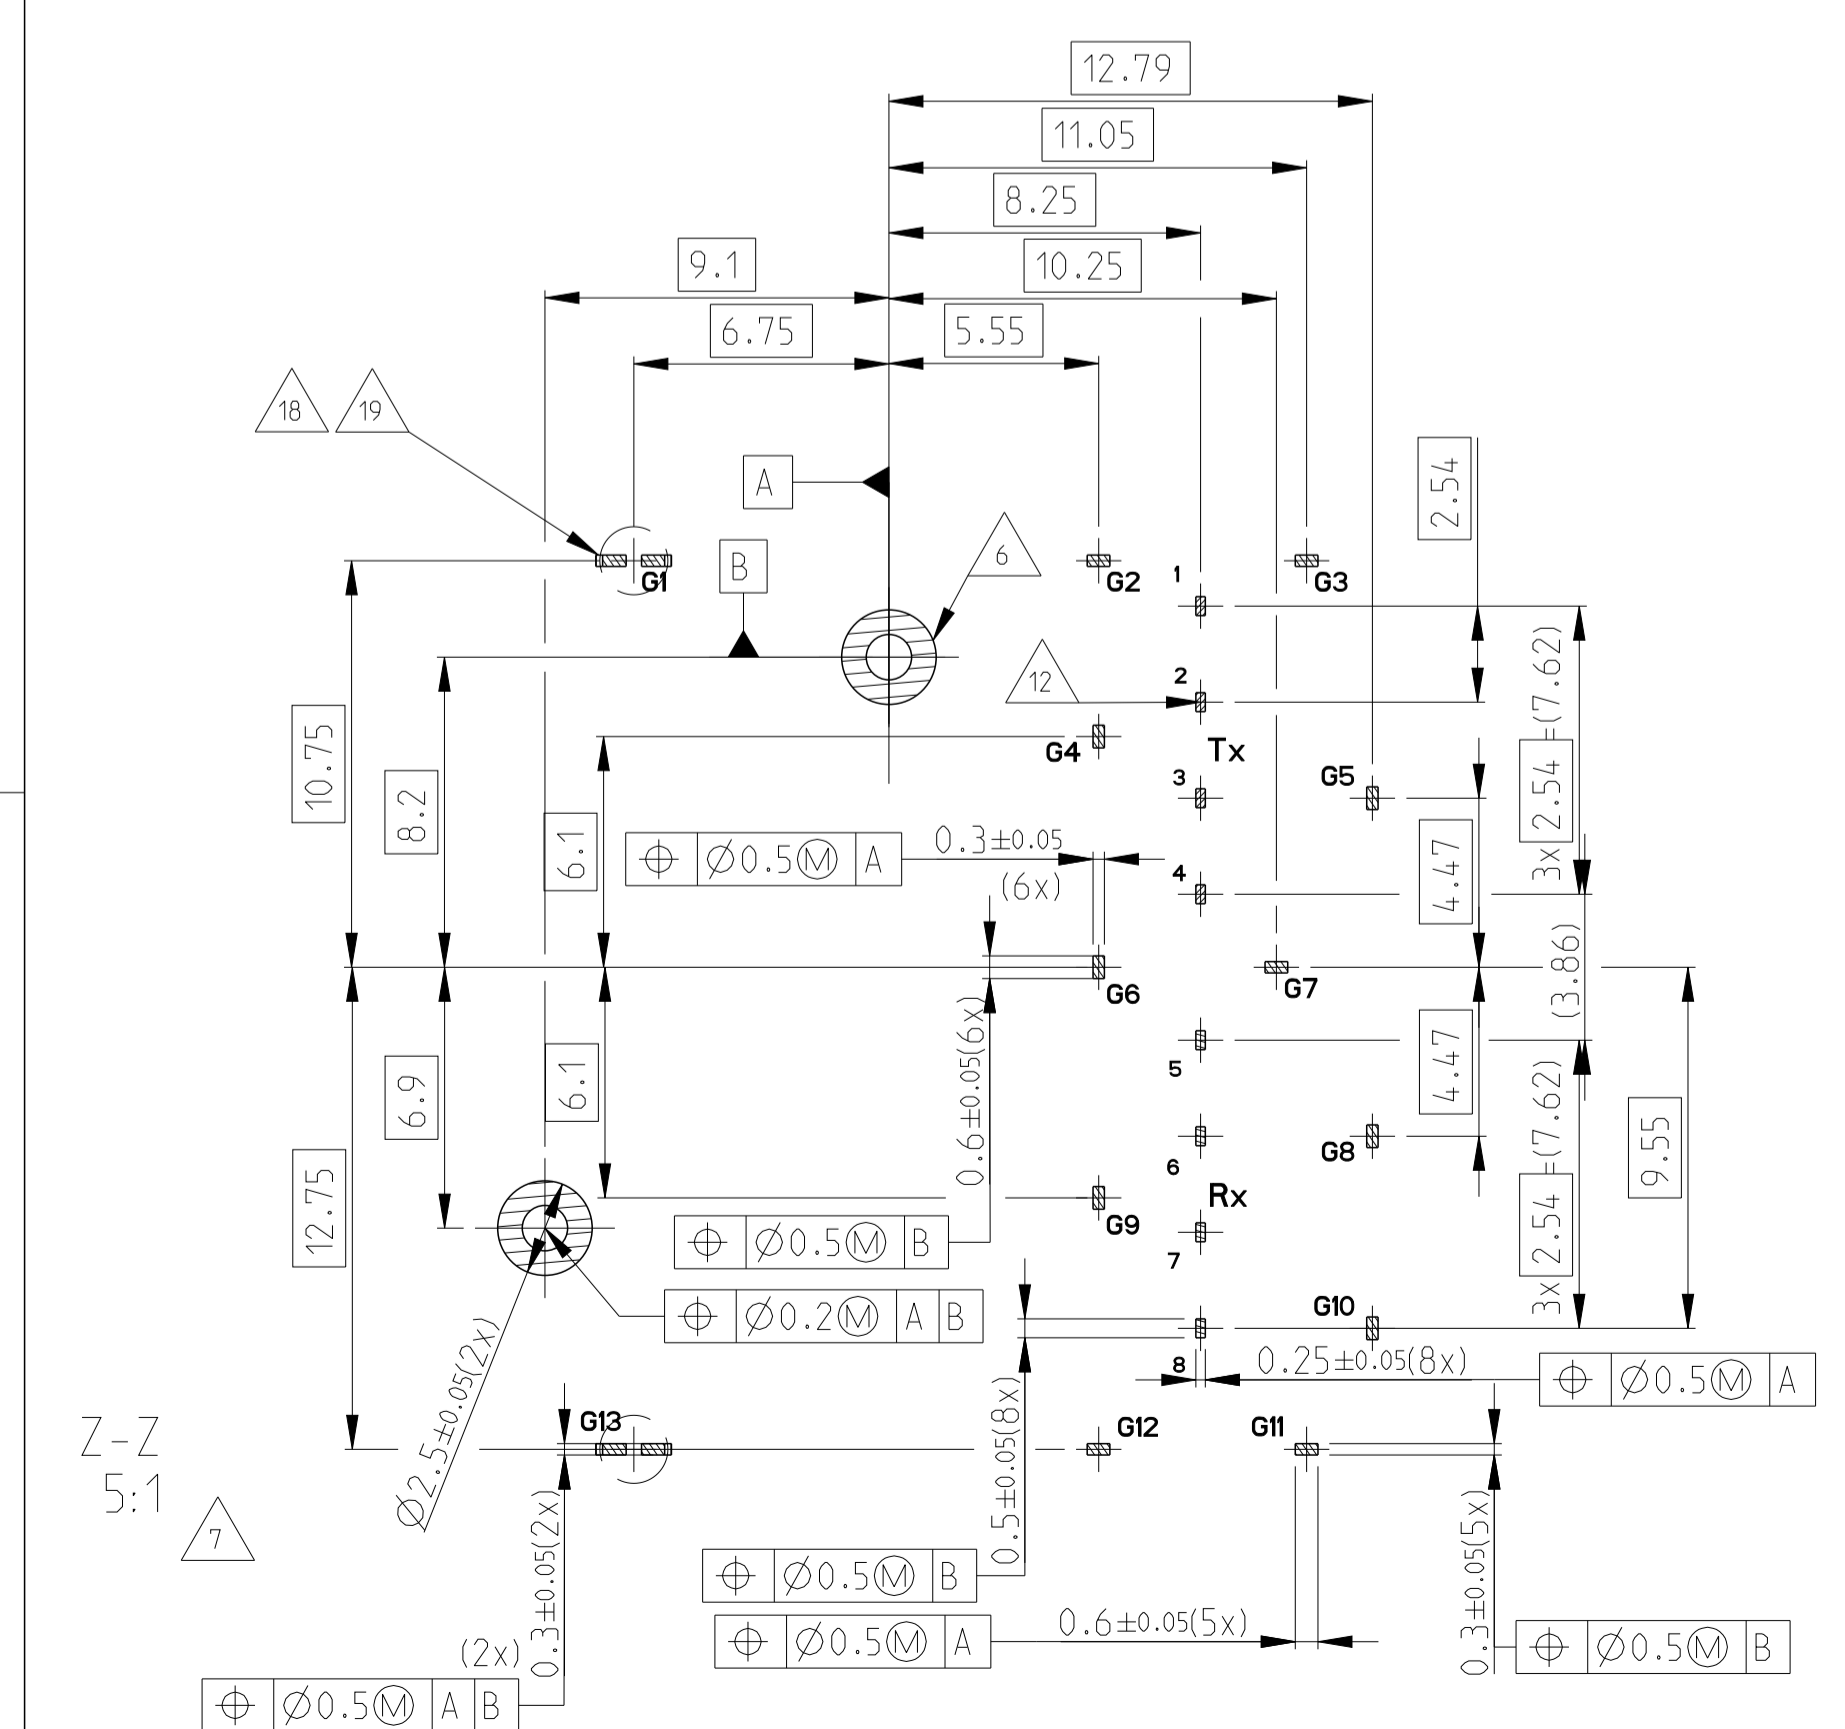 12.79
11.05
8.25
9.1
10.25
6.75
5.55
18
19
A
2.54
B
6
1
G1
G2
G3
12
2
3x 2.54 =(7.62)
10.75
8.2
G4
Tx
3
G5
6.1
⌖ Ø0.5Ⓜ A
0.3±0.05
(6x)
4
4.47
(3.86)
G6
G7
0.6±0.05(6x)
4.47
5
6.9
6.1
3x 2.54 =(7.62)
9.55
12.75
6
G8
Rx
G9
⌖ Ø0.5Ⓜ B
7
⌖ Ø0.2Ⓜ A B
G10
Ø2.5±0.05(2x)
8
0.25±0.05(8x)
⌖ Ø0.5Ⓜ A
Z-Z
5:1
7
G13
G12
G11
0.5±0.05(8x)
0.3±0.05(2x)
(2x)
⌖ Ø0.5Ⓜ B
⌖ Ø0.5Ⓜ A
0.6±0.05(5x)
0.3±0.05(5x)
⌖ Ø0.5Ⓜ B
⌖ Ø0.5Ⓜ A B